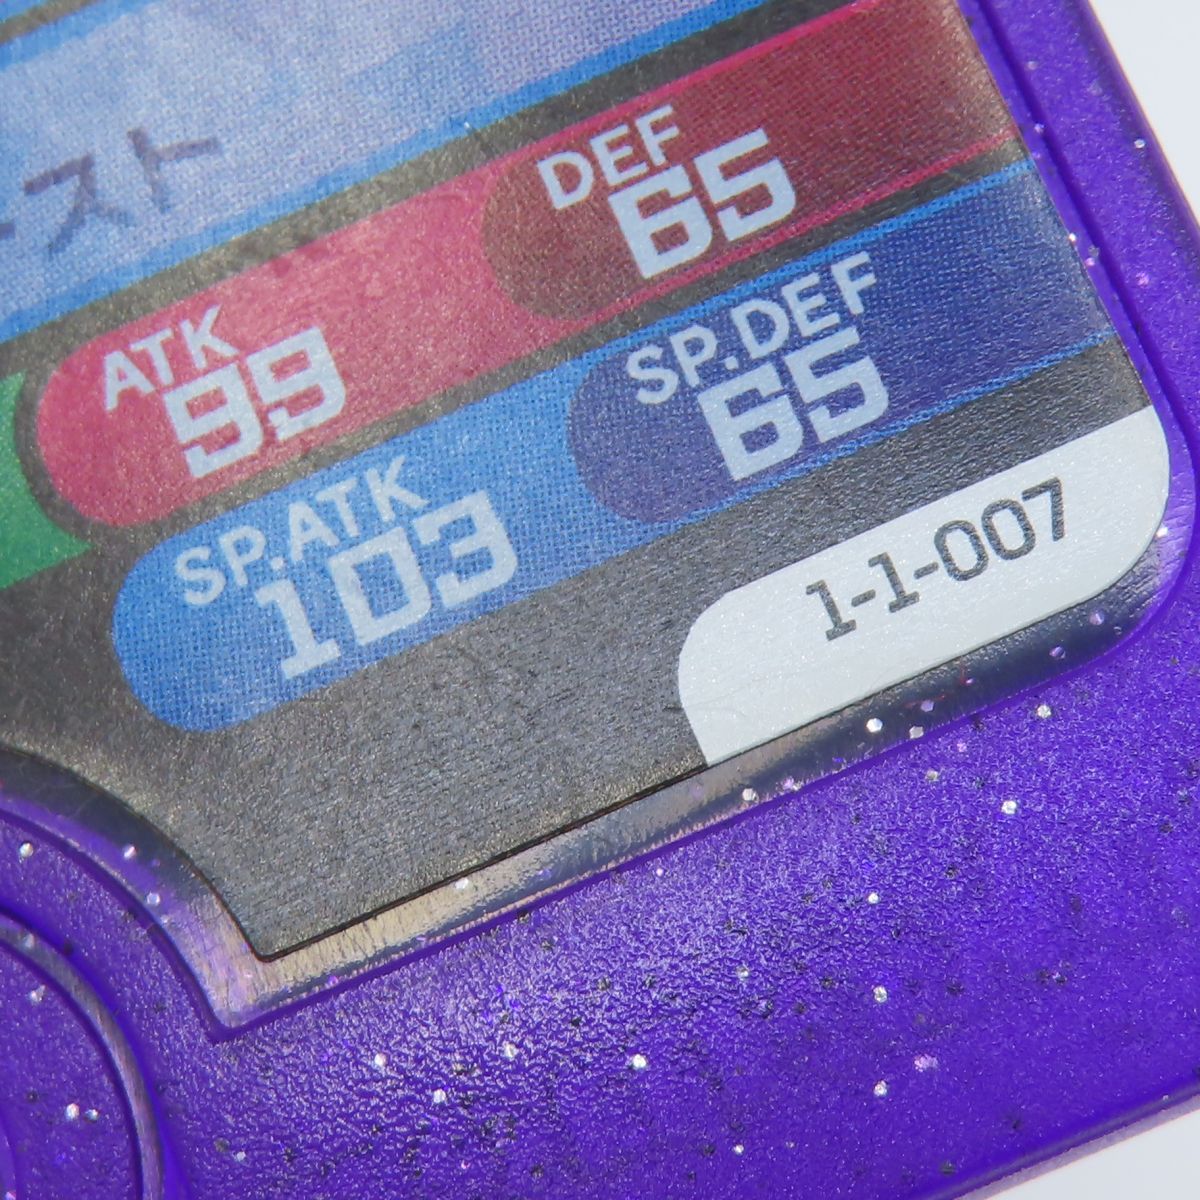 ースト
DEF
65
ATK
99
SP.DEF
65
SP.ATK
103
1-1-007